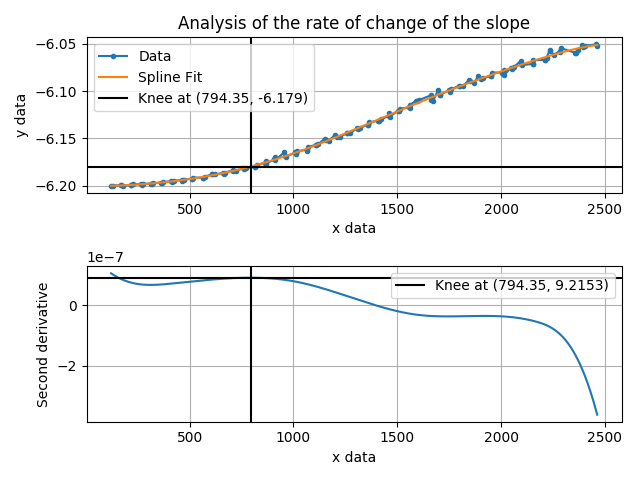 Analysis of the rate of change of the slope
−6.05
−6.10
−6.15
−6.20
y data
Data
Spline Fit
Knee at (794.35, -6.179)
500
1000
1500
2000
2500
x data
1e−7
0
−2
Second derivative
Knee at (794.35, 9.2153)
500
1000
1500
2000
2500
x data